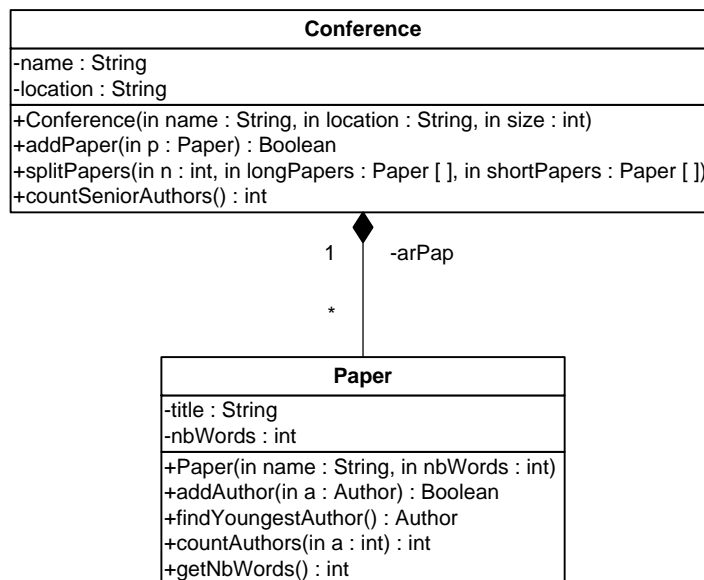 Conference
-name : String
-location : String
+Conference(in name : String, in location : String, in size : int)
+addPaper(in p : Paper) : Boolean
+splitPapers(in n : int, in longPapers : Paper [ ], in shortPapers : Paper [ ])
+countSeniorAuthors() : int
1 -arPap
*
Paper
-title : String
-nbWords : int
+Paper(in name : String, in nbWords : int)
+addAuthor(in a : Author) : Boolean
+findYoungestAuthor() : Author
+countAuthors(in a : int) : int
+getNbWords() : int